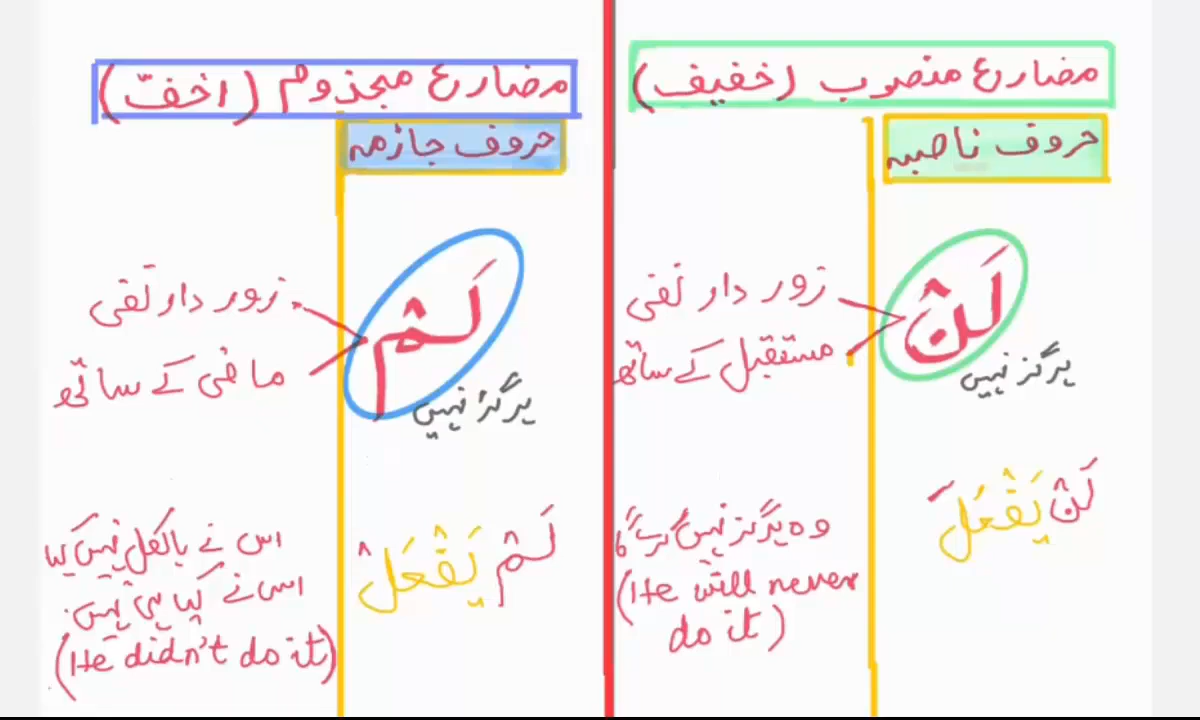 مضارع منصوب (خفیف)
حروف ناصبہ
لَنْ
زور دار نفی
مستقبل کے ساتھ
ہرگز نہیں
لَنْ يَفْعَلَ
وہ ہرگز نہیں کرے گا
(He will never
do it)
مضارع مجذوم (اخفّ)
حروف جازمہ
لَمْ
زور دار نفی
ماضی کے ساتھ
ہرگز نہیں
لَمْ يَفْعَلْ
اس نے بالکل نہیں کیا
اس نے کیا ہی نہیں.
(He didn't do it)